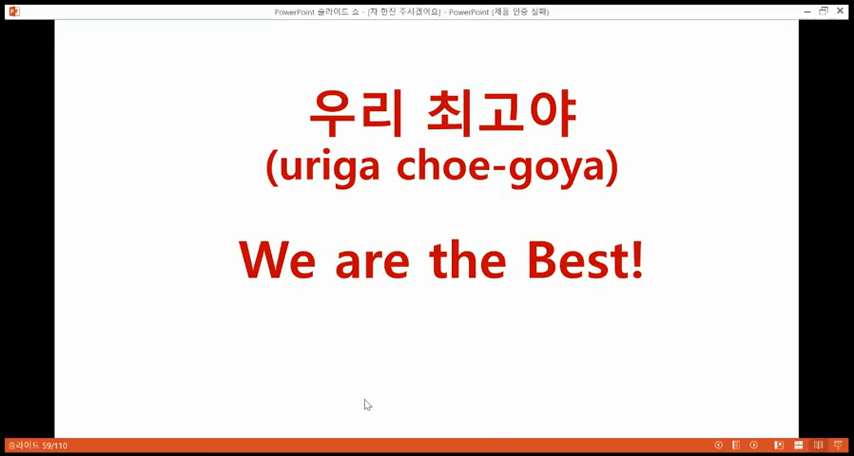 PowerPoint 슬라이드 쇼 - [차 한잔 주시겠어요] - PowerPoint (제품 인증 실패)
우리 최고야
(uriga choe-goya)
We are the Best!
슬라이드 59/110